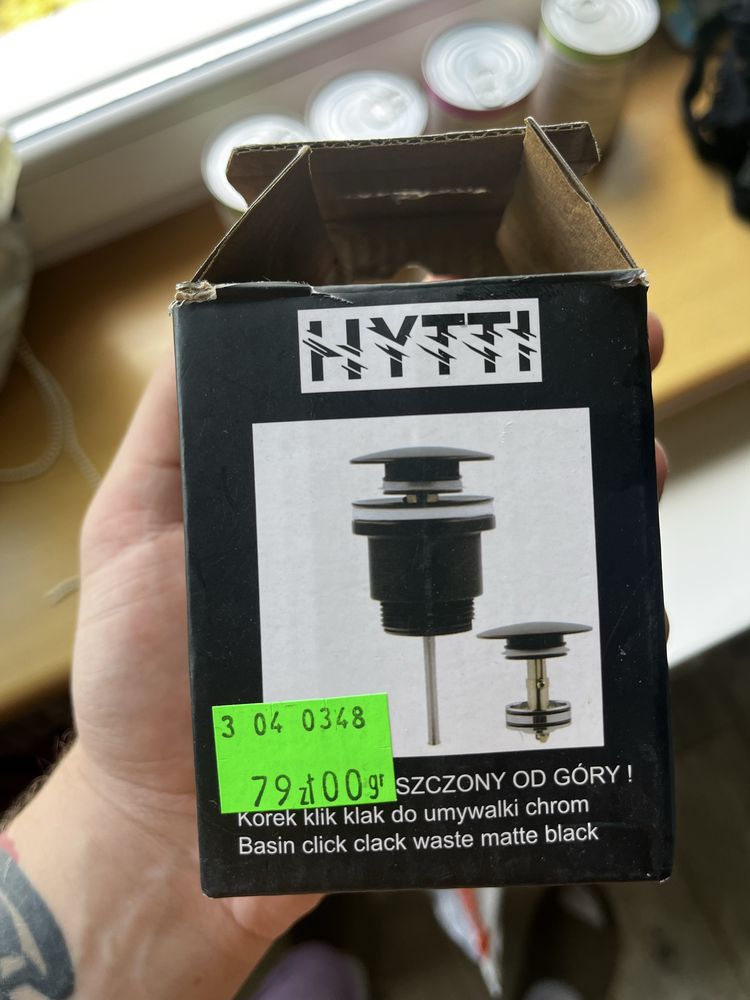 HYTTI
3 04 0348
79 zł 00 gr
SZCZONY OD GÓRY !
Korek klik klak do umywalki chrom
Basin click clack waste matte black